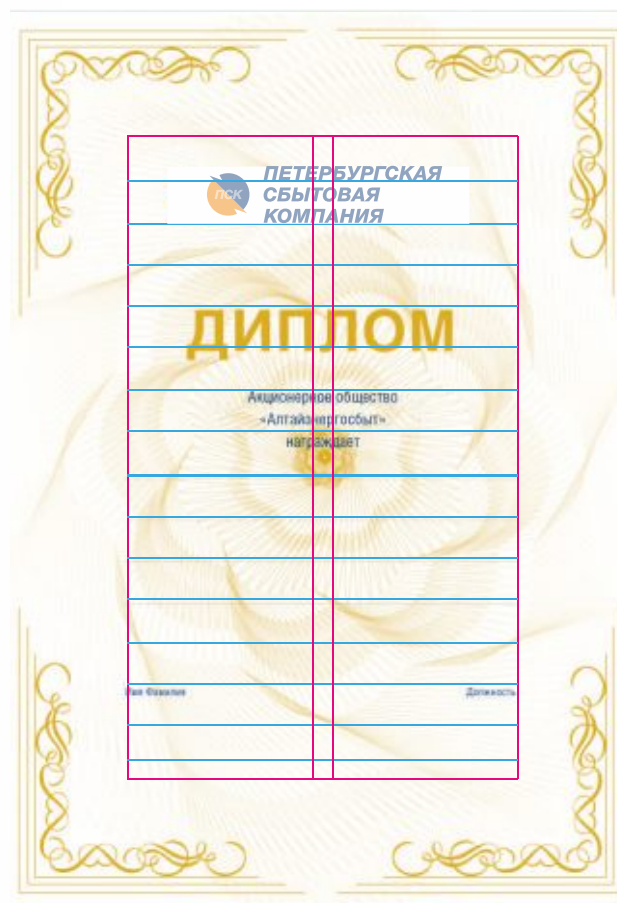 ПСК
ПЕТЕРБУРГСКАЯ
СБЫТОВАЯ
КОМПАНИЯ
ДИПЛОМ
Акционерное общество
«Алтайэнергосбыт»
награждает
Имя Фамилия
Должность